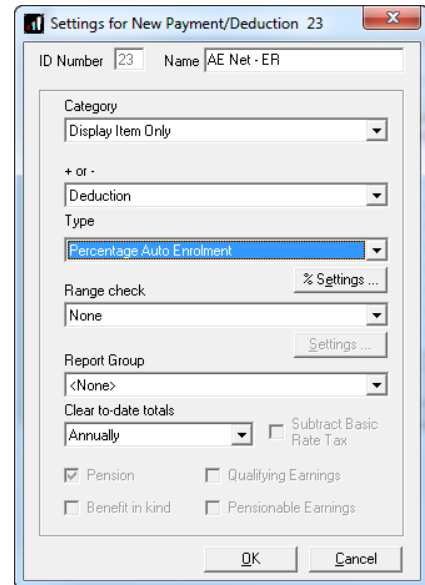 Settings for New Payment/Deduction 23
ID Number 23 Name AE Net - ER
Category
Display Item Only
+ or -
Deduction
Type
Percentage Auto Enrolment
% Settings ...
Range check
None
Settings ...
Report Group
<None>
Clear to-date totals
Annually
Subtract Basic
Rate Tax
Pension Qualifying Earnings
Benefit in kind Pensionable Earnings
OK Cancel